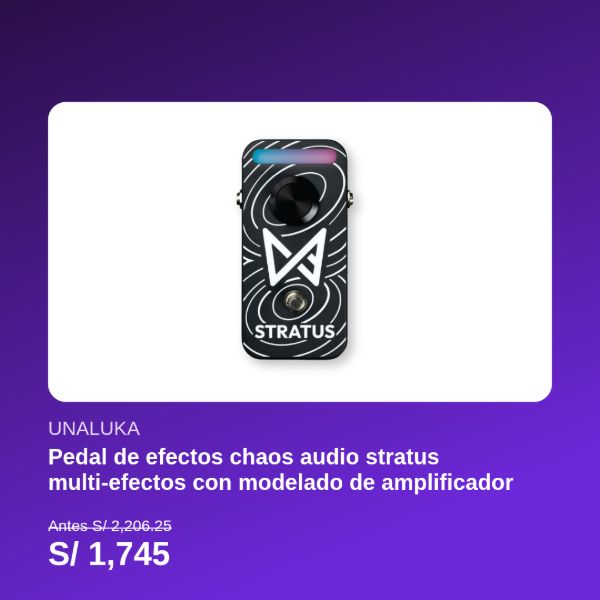 STRATUS
UNALUKA
Pedal de efectos chaos audio stratus
multi-efectos con modelado de amplificador
Antes S/ 2,206.25
S/ 1,745